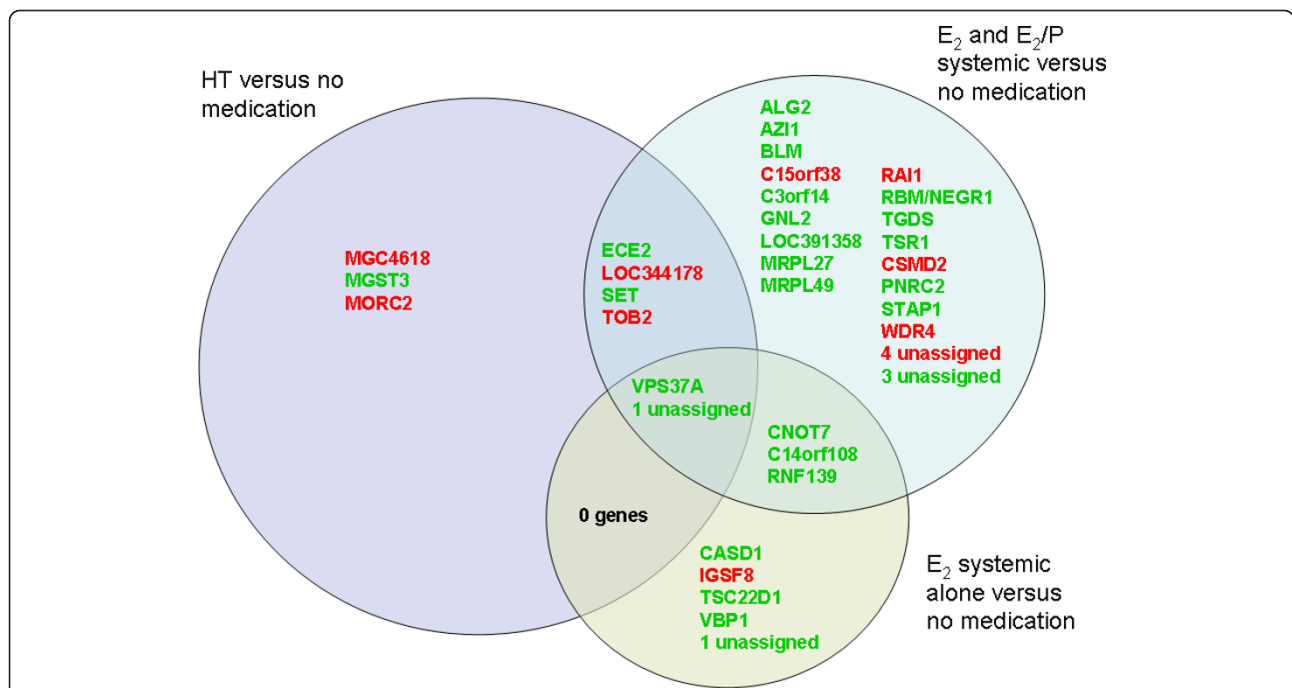 HT versus no
medication
E₂ and E₂/P
systemic versus
no medication
MGC4618
MGST3
MORC2
ECE2
LOC344178
SET
TOB2
ALG2
AZI1
BLM
C15orf38
C3orf14
GNL2
LOC391358
MRPL27
MRPL49
RAI1
RBM/NEGR1
TGDS
TSR1
CSMD2
PNRC2
STAP1
WDR4
4 unassigned
3 unassigned
VPS37A
1 unassigned
CNOT7
C14orf108
RNF139
0 genes
CASD1
IGSF8
TSC22D1
VBP1
1 unassigned
E₂ systemic
alone versus
no medication